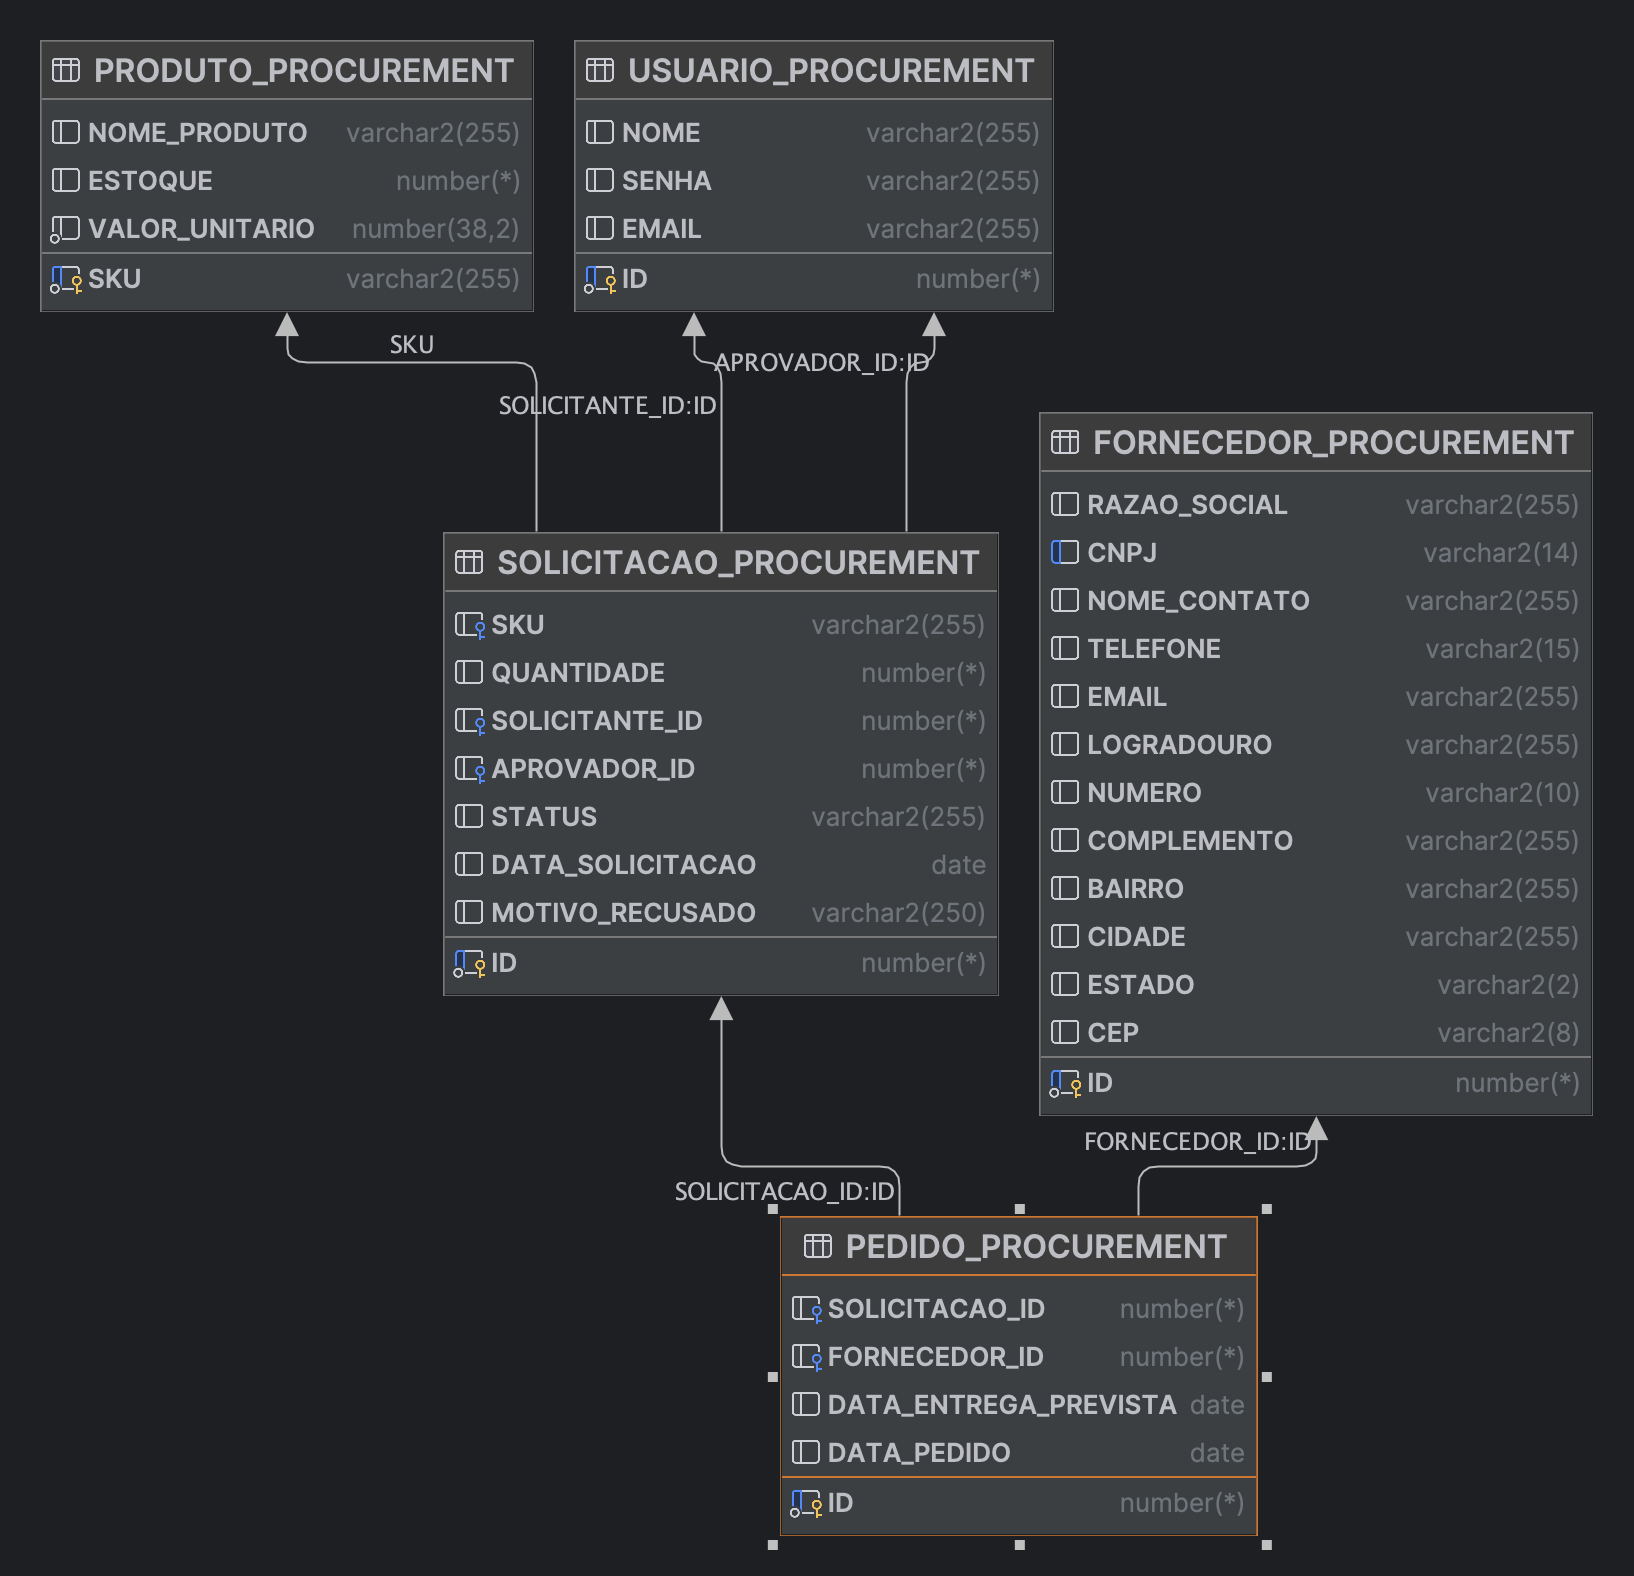 PRODUTO_PROCUREMENT
NOME_PRODUTO varchar2(255)
ESTOQUE number(*)
VALOR_UNITARIO number(38,2)
SKU varchar2(255)
USUARIO_PROCUREMENT
NOME varchar2(255)
SENHA varchar2(255)
EMAIL varchar2(255)
ID number(*)
SKU
APROVADOR_ID:ID
SOLICITANTE_ID:ID
SOLICITACAO_PROCUREMENT
SKU varchar2(255)
QUANTIDADE number(*)
SOLICITANTE_ID number(*)
APROVADOR_ID number(*)
STATUS varchar2(255)
DATA_SOLICITACAO date
MOTIVO_RECUSADO varchar2(250)
ID number(*)
FORNECEDOR_PROCUREMENT
RAZAO_SOCIAL varchar2(255)
CNPJ varchar2(14)
NOME_CONTATO varchar2(255)
TELEFONE varchar2(15)
EMAIL varchar2(255)
LOGRADOURO varchar2(255)
NUMERO varchar2(10)
COMPLEMENTO varchar2(255)
BAIRRO varchar2(255)
CIDADE varchar2(255)
ESTADO varchar2(2)
CEP varchar2(8)
ID number(*)
FORNECEDOR_ID:ID
SOLICITACAO_ID:ID
PEDIDO_PROCUREMENT
SOLICITACAO_ID number(*)
FORNECEDOR_ID number(*)
DATA_ENTREGA_PREVISTA date
DATA_PEDIDO date
ID number(*)